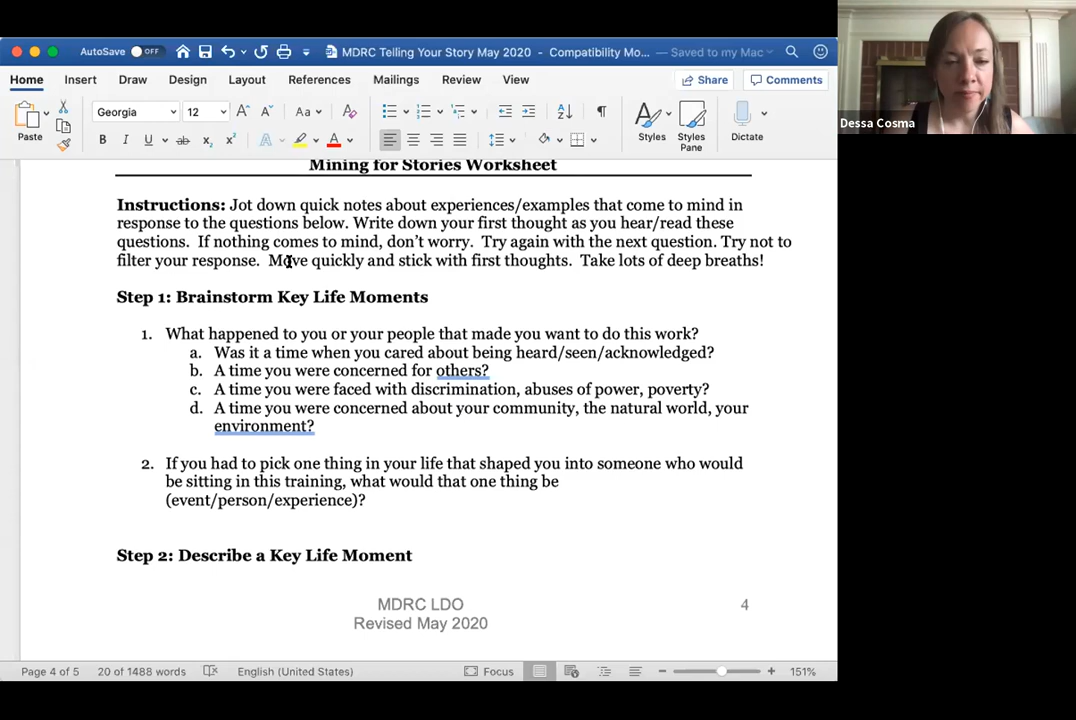 AutoSave OFF MDRC Telling Your Story May 2020 - Compatibility Mo... — Saved to my Mac
Home Insert Draw Design Layout References Mailings Review View Share Comments
Georgia 12 Aa
Paste Styles Styles Pane Dictate
Dessa Cosma
Mining for Stories Worksheet
Instructions: Jot down quick notes about experiences/examples that come to mind in
response to the questions below. Write down your first thought as you hear/read these
questions. If nothing comes to mind, don't worry. Try again with the next question. Try not to
filter your response. Move quickly and stick with first thoughts. Take lots of deep breaths!
Step 1: Brainstorm Key Life Moments
1. What happened to you or your people that made you want to do this work?
a. Was it a time when you cared about being heard/seen/acknowledged?
b. A time you were concerned for others?
c. A time you were faced with discrimination, abuses of power, poverty?
d. A time you were concerned about your community, the natural world, your
environment?
2. If you had to pick one thing in your life that shaped you into someone who would
be sitting in this training, what would that one thing be
(event/person/experience)?
Step 2: Describe a Key Life Moment
MDRC LDO 4
Revised May 2020
Page 4 of 5 20 of 1488 words English (United States) Focus 151%